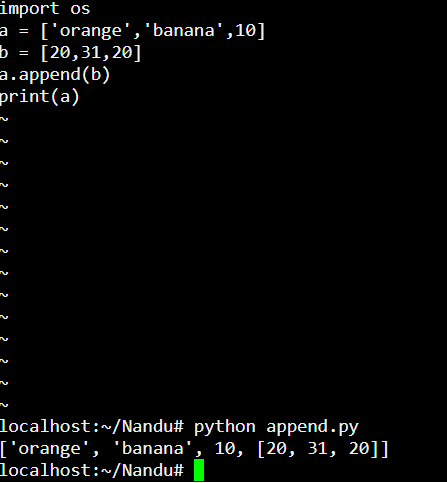 import os
a = ['orange','banana',10]
b = [20,31,20]
a.append(b)
print(a)
~
~
~
~
~
~
~
~
~
~
~
~
~
~
localhost:~/Nandu# python append.py
['orange', 'banana', 10, [20, 31, 20]]
localhost:~/Nandu#